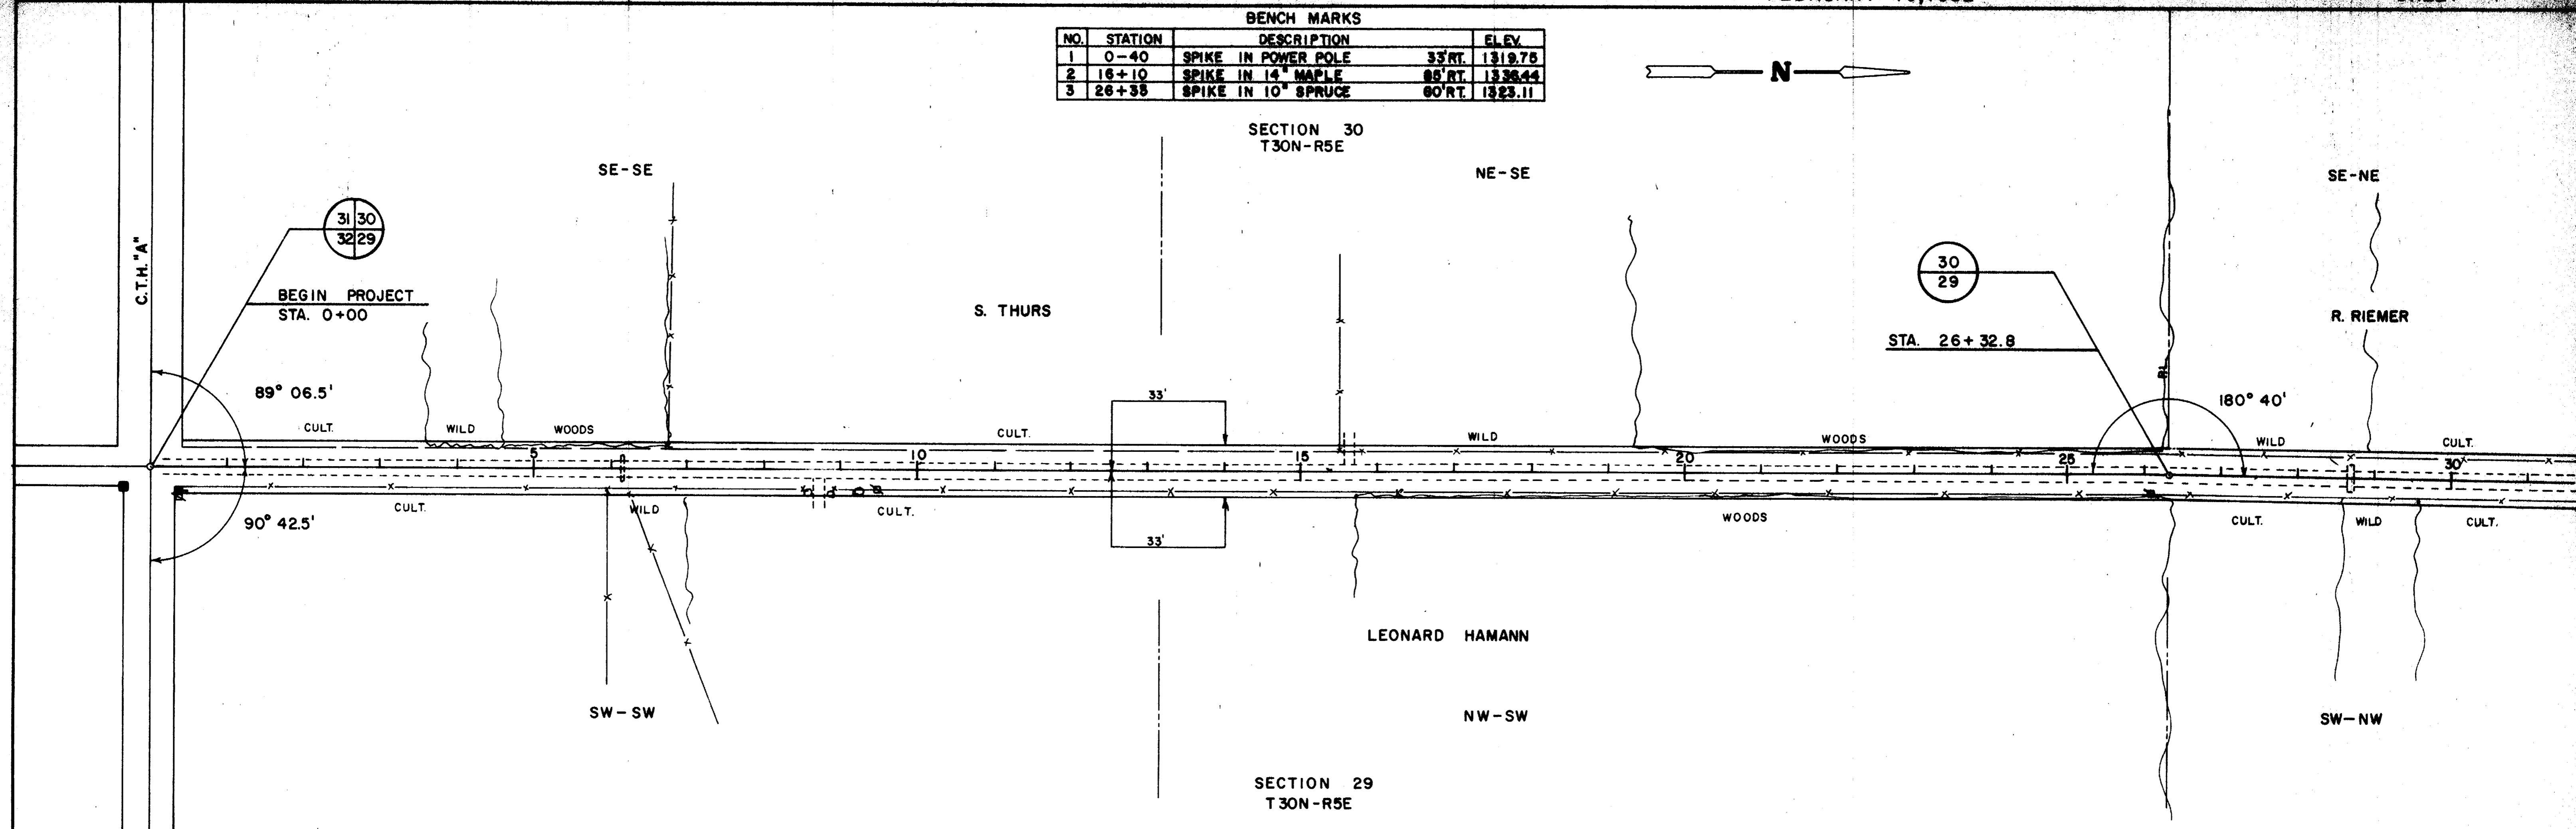 BENCH MARKS
NO. STATION DESCRIPTION ELEV.
1 0-40 SPIKE IN POWER POLE 33'RT. 1319.75
2 16+10 SPIKE IN 14" MAPLE 1336.44
3 26+35 SPIKE IN 10" SPRUCE 60'RT. 1323.11
N
SECTION 30
T30N-R5E
SE-SE
NE-SE
SE-NE
31 30
32 29
C.T.H. "A"
BEGIN PROJECT
STA. 0+00
S. THURS
30
29
STA. 26+32.8
R. RIEMER
89° 06.5'
33'
180° 40'
CULT.
WILD
WOODS
CULT.
WILD
WOODS
WILD
CULT.
5
10
15
20
25
30
90° 42.5'
CULT.
WILD
CULT.
33'
WOODS
CULT.
WILD
CULT.
LEONARD HAMANN
SW-SW
NW-SW
SW-NW
SECTION 29
T30N-R5E